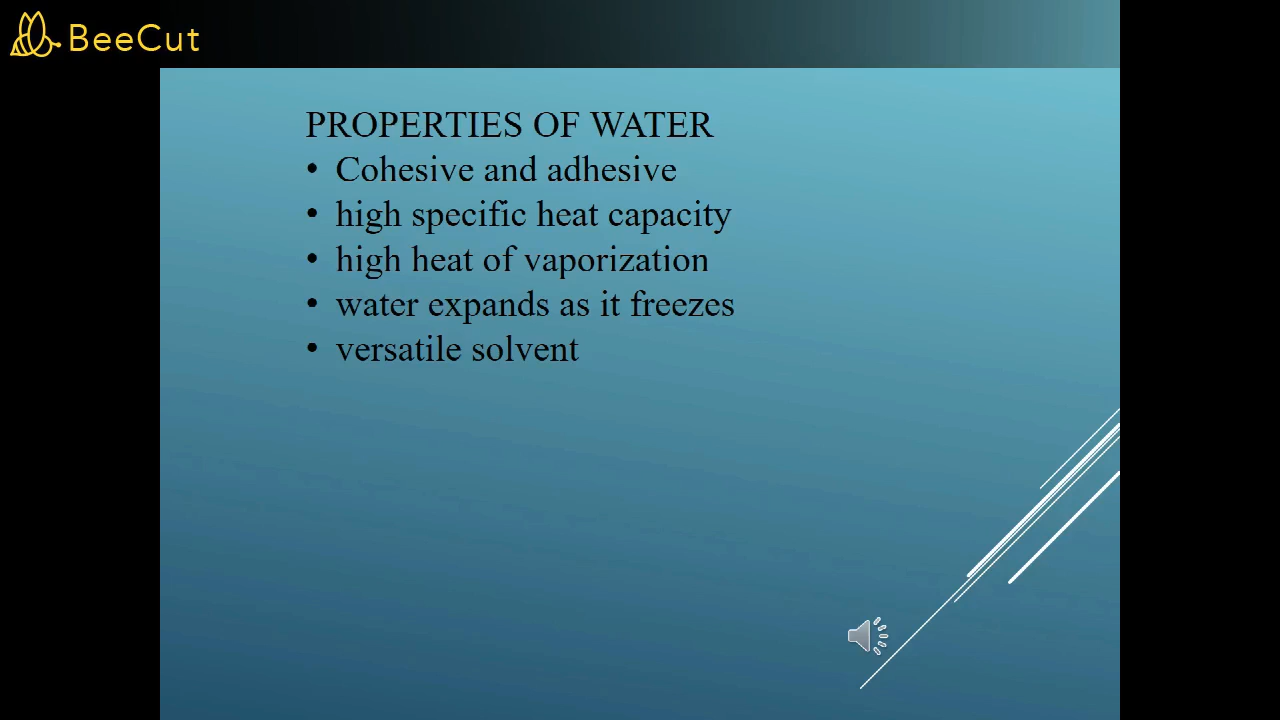 BeeCut
PROPERTIES OF WATER
• Cohesive and adhesive
• high specific heat capacity
• high heat of vaporization
• water expands as it freezes
• versatile solvent